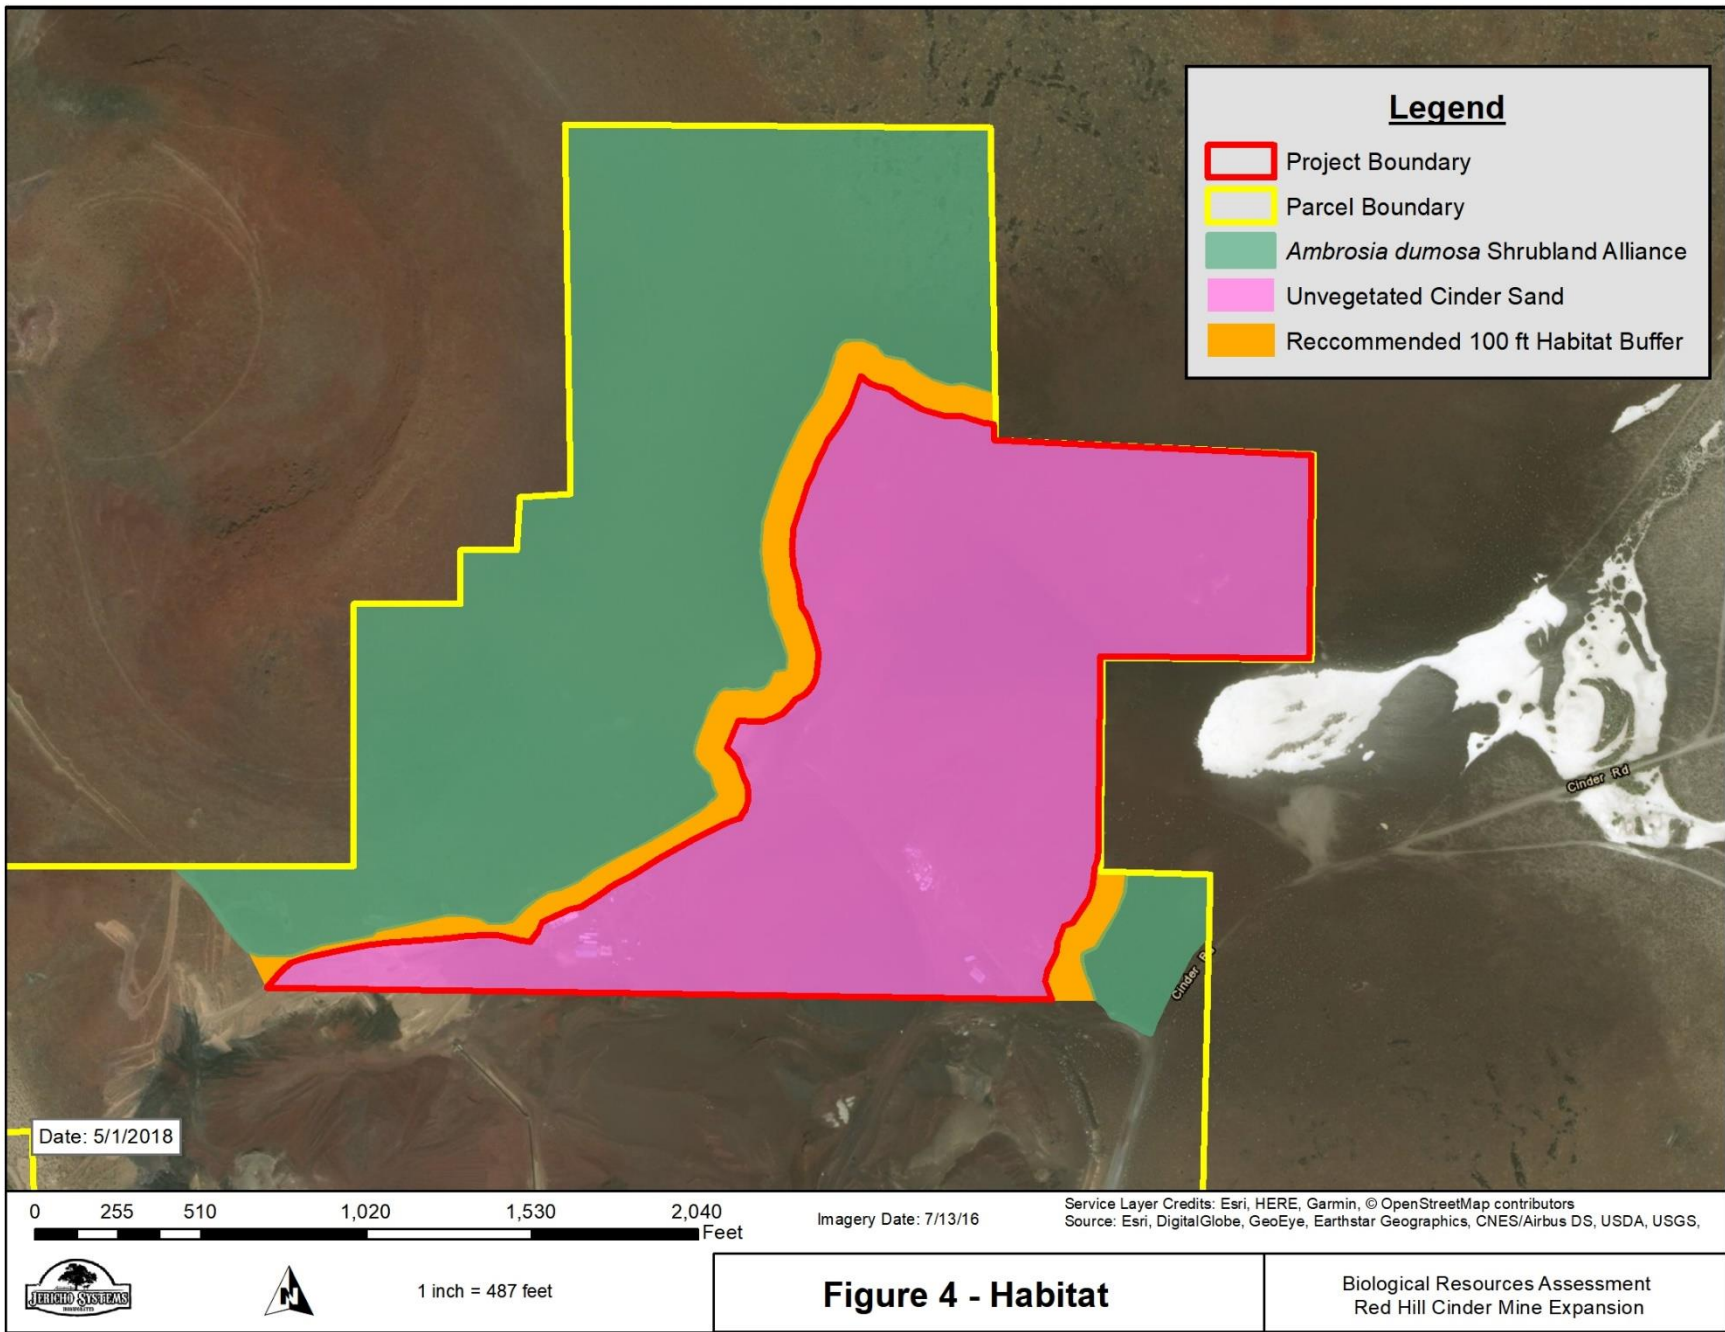 Legend
Project Boundary
Parcel Boundary
Ambrosia dumosa Shrubland Alliance
Unvegetated Cinder Sand
Reccommended 100 ft Habitat Buffer
Cinder Rd
Cinder Rd
Date: 5/1/2018
0 255 510 1,020 1,530 2,040
Feet
Imagery Date: 7/13/16
Service Layer Credits: Esri, HERE, Garmin, © OpenStreetMap contributors
Source: Esri, DigitalGlobe, GeoEye, Earthstar Geographics, CNES/Airbus DS, USDA, USGS,
JERICHO SYSTEMS
N
1 inch = 487 feet
Figure 4 - Habitat
Biological Resources Assessment
Red Hill Cinder Mine Expansion